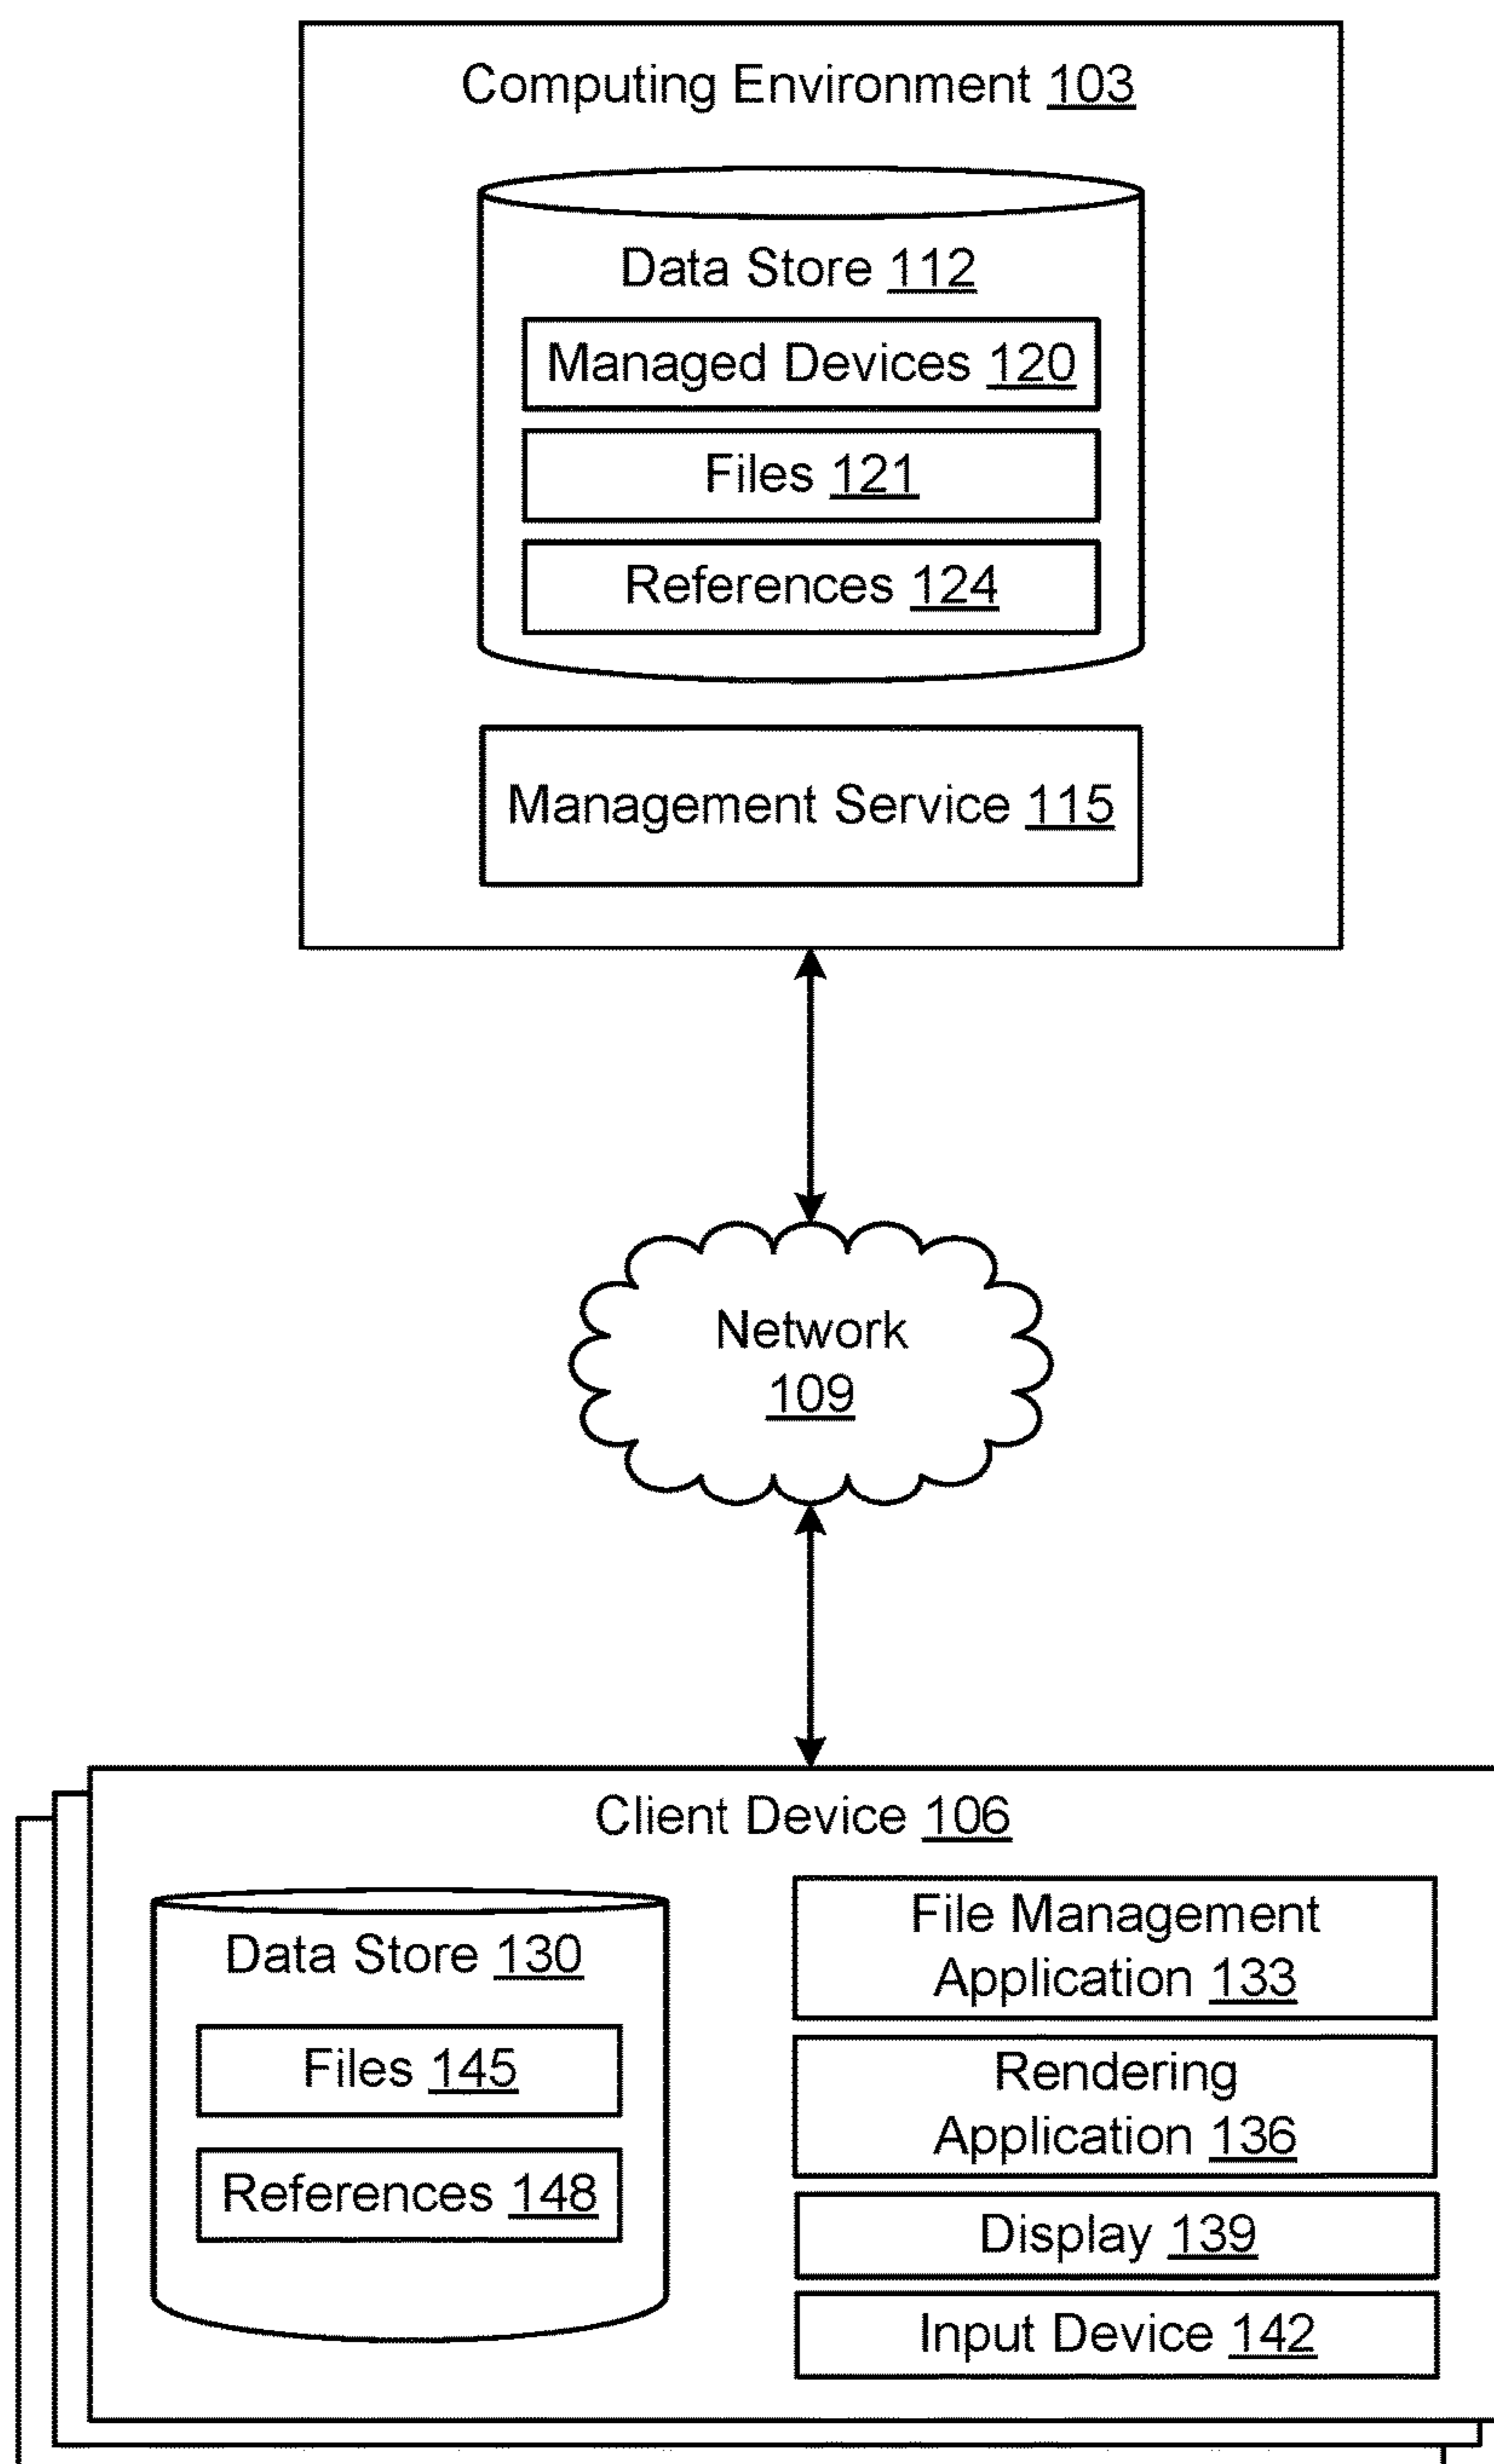 Computing Environment 103
Data Store 112
Managed Devices 120
Files 121
References 124
Management Service 115
Network
109
Client Device 106
Data Store 130
Files 145
References 148
File Management
Application 133
Rendering
Application 136
Display 139
Input Device 142